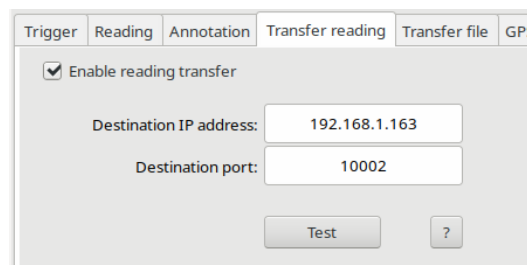 Trigger Reading Annotation Transfer reading Transfer file GP
Enable reading transfer
Destination IP address: 192.168.1.163
Destination port: 10002
Test ?